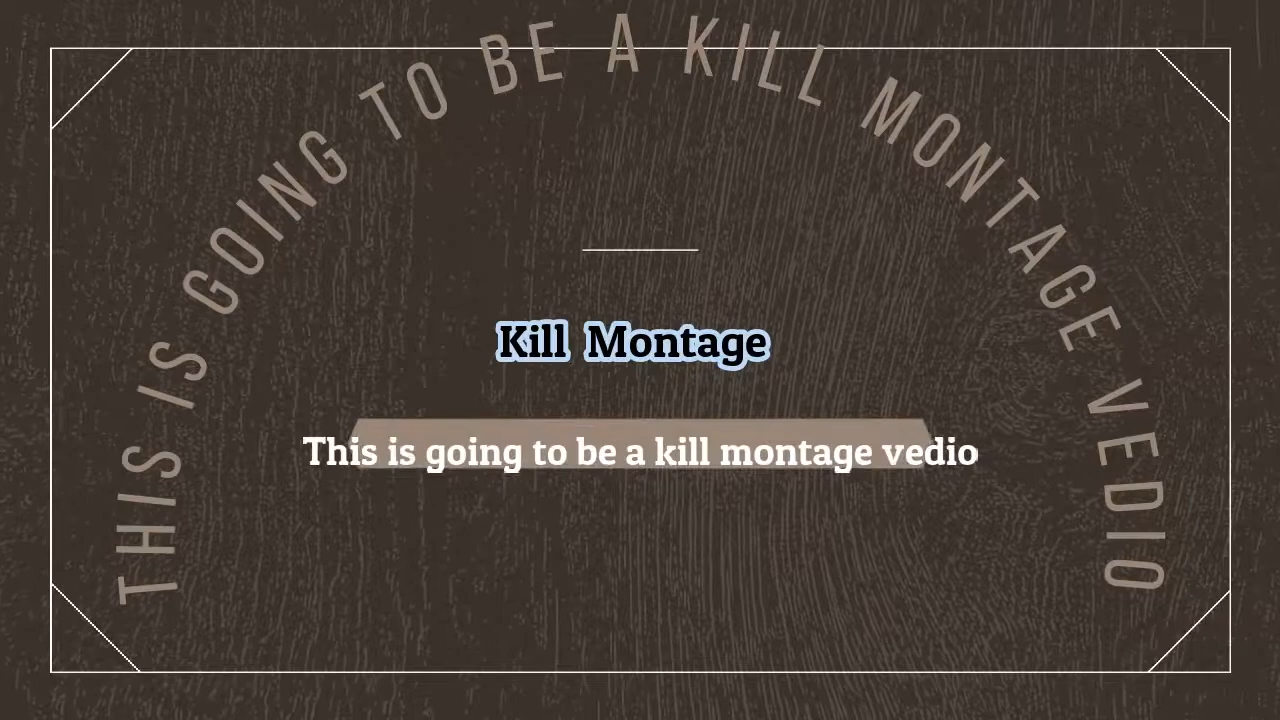 THIS IS GOING TO BE A KILL MONTAGE VEDIO
Kill Montage
This is going to be a kill montage vedio